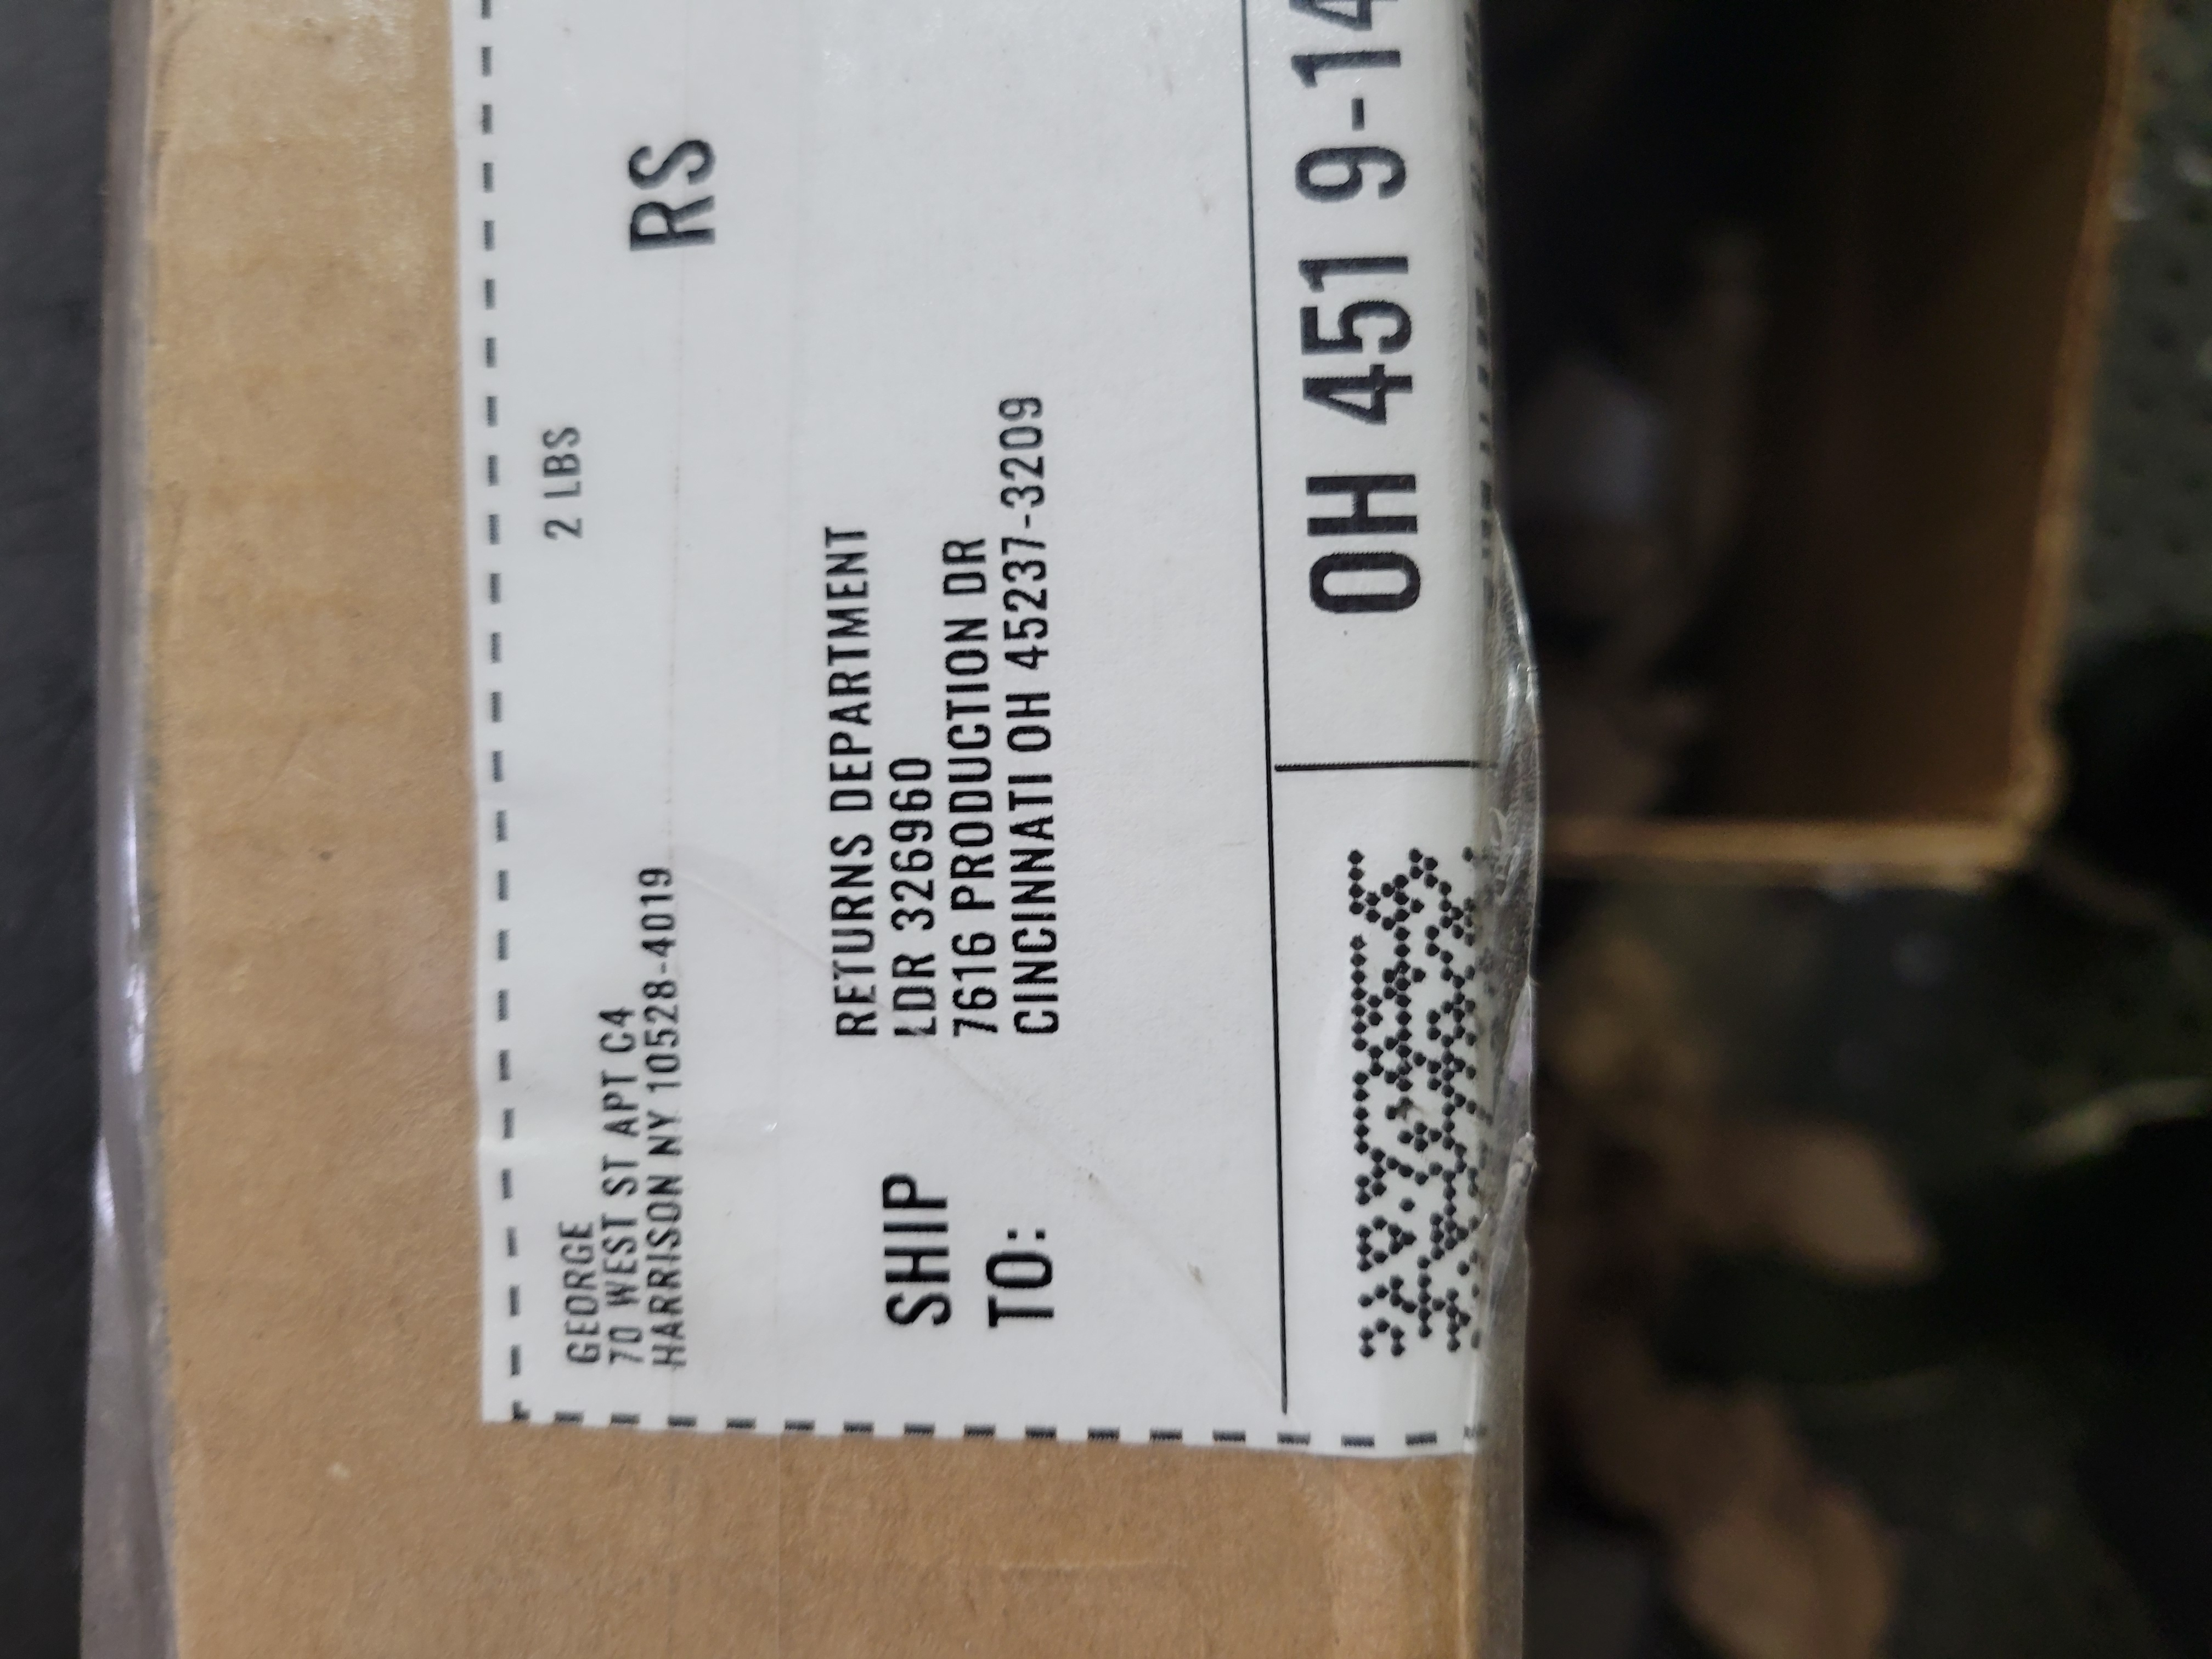 GEORGE
70 WEST ST APT C4
HARRISON NY 10528-4019
2 LBS
RS
SHIP
TO:
RETURNS DEPARTMENT
LDR 326960
7616 PRODUCTION DR
CINCINNATI OH 45237-3209
OH 451 9-14